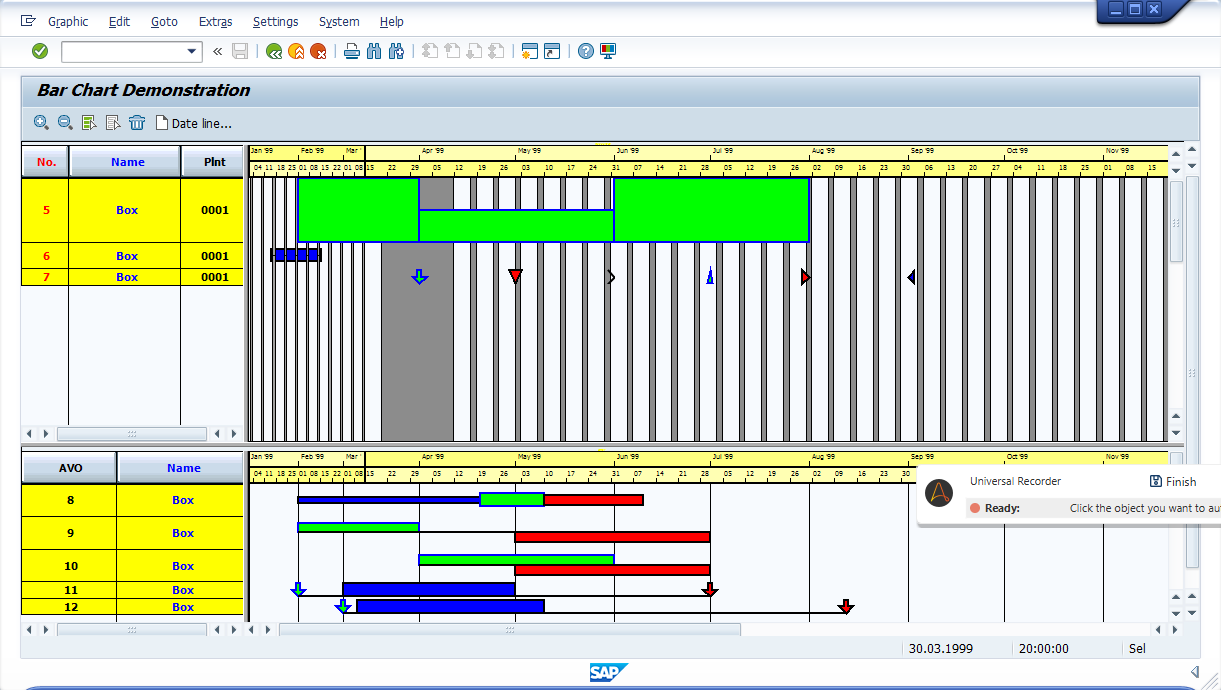 Graphic Edit Goto Extras Settings System Help
Bar Chart Demonstration
Date line...
No. Name Plnt
Jan '99 Feb '99 Mar ' Apr '99 May '99 Jun '99 Jul '99 Aug '99 Sep '99 Oct '99 Nov '99
04 11 18 25 01 08 15 22 01 08 15 22 29 05 12 19 26 03 10 17 24 31 07 14 21 28 05 12 19 26 02 09 16 23 30 06 13 20 27 04 11 18 25 01 08 15
5 Box 0001
6 Box 0001
7 Box 0001
AVO Name
Jan '99 Feb '99 Mar ' Apr '99 May '99 Jun '99 Jul '99 Aug '99 Sep '99 Oct '99 Nov '99
04 11 18 25 01 08 15 22 01 08 15 22 29 05 12 19 26 03 10 17 24 31 07 14 21 28 05 12 19 26 02 09 16 23 30
8 Box
9 Box
10 Box
11 Box
12 Box
Universal Recorder Finish
Ready: Click the object you want to au
30.03.1999 20:00:00 Sel
SAP